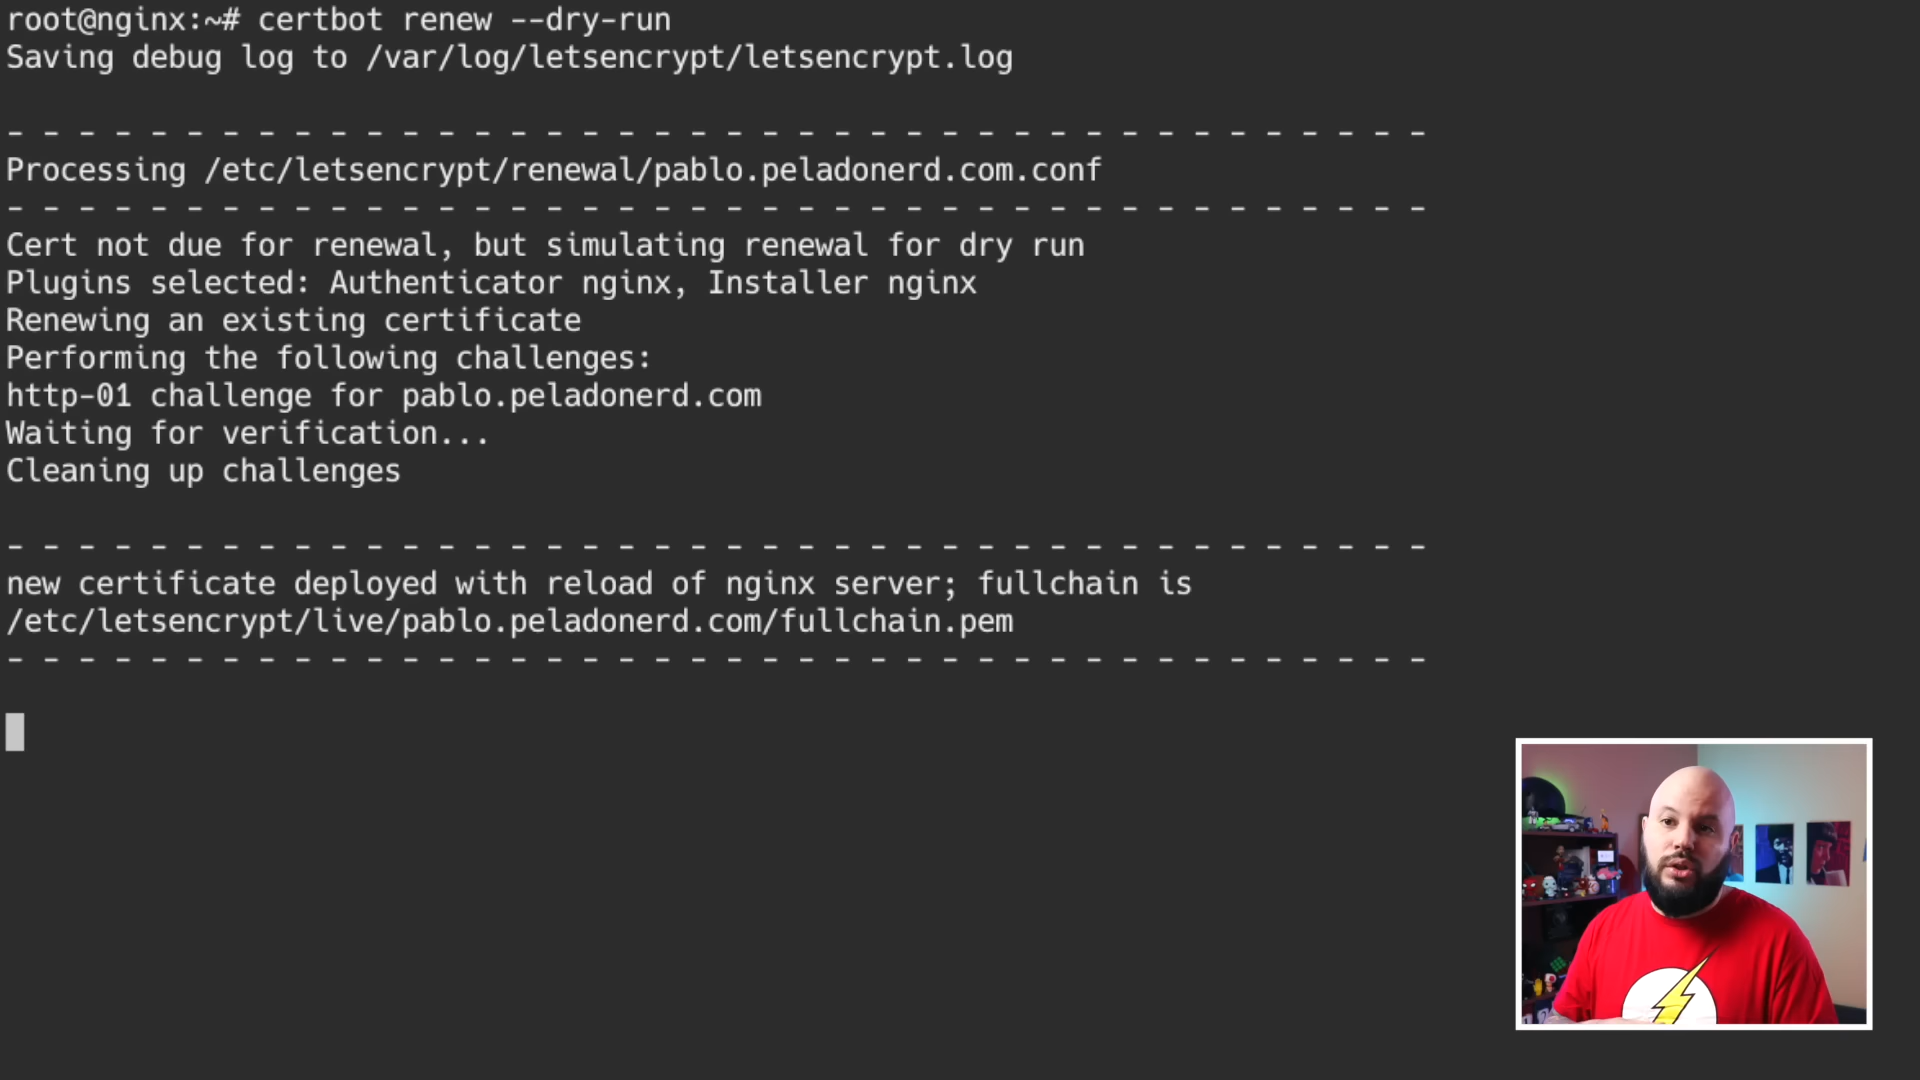 root@nginx:~# certbot renew --dry-run
Saving debug log to /var/log/letsencrypt/letsencrypt.log
- - - - - - - - - - - - - - - - - - - - - - - - - - - - - - - - - - - - - - - -
Processing /etc/letsencrypt/renewal/pablo.peladonerd.com.conf
- - - - - - - - - - - - - - - - - - - - - - - - - - - - - - - - - - - - - - - -
Cert not due for renewal, but simulating renewal for dry run
Plugins selected: Authenticator nginx, Installer nginx
Renewing an existing certificate
Performing the following challenges:
http-01 challenge for pablo.peladonerd.com
Waiting for verification...
Cleaning up challenges
- - - - - - - - - - - - - - - - - - - - - - - - - - - - - - - - - - - - - - - -
new certificate deployed with reload of nginx server; fullchain is
/etc/letsencrypt/live/pablo.peladonerd.com/fullchain.pem
- - - - - - - - - - - - - - - - - - - - - - - - - - - - - - - - - - - - - - - -